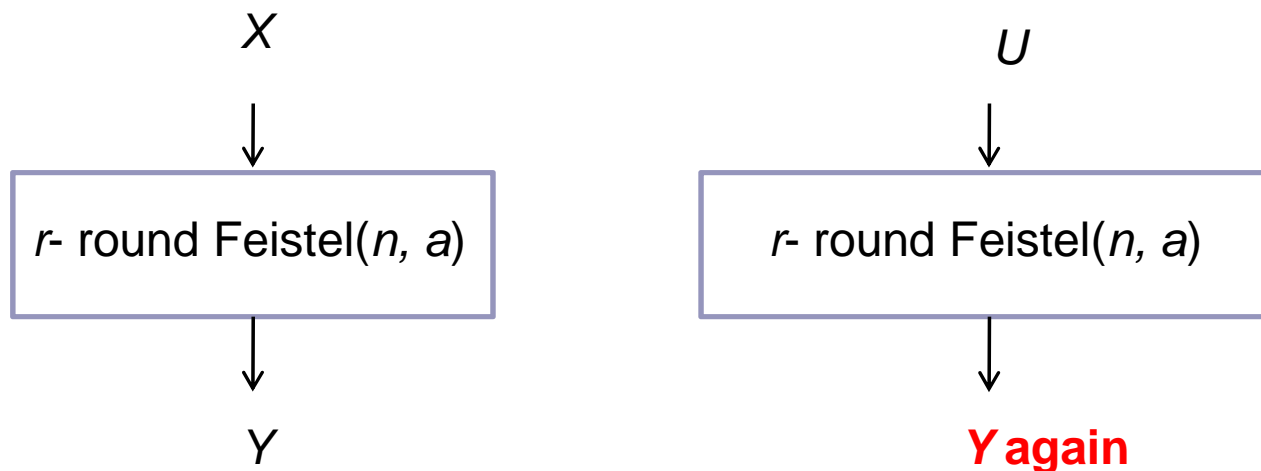 X
U
r- round Feistel(n, a)
r- round Feistel(n, a)
Y
Y again